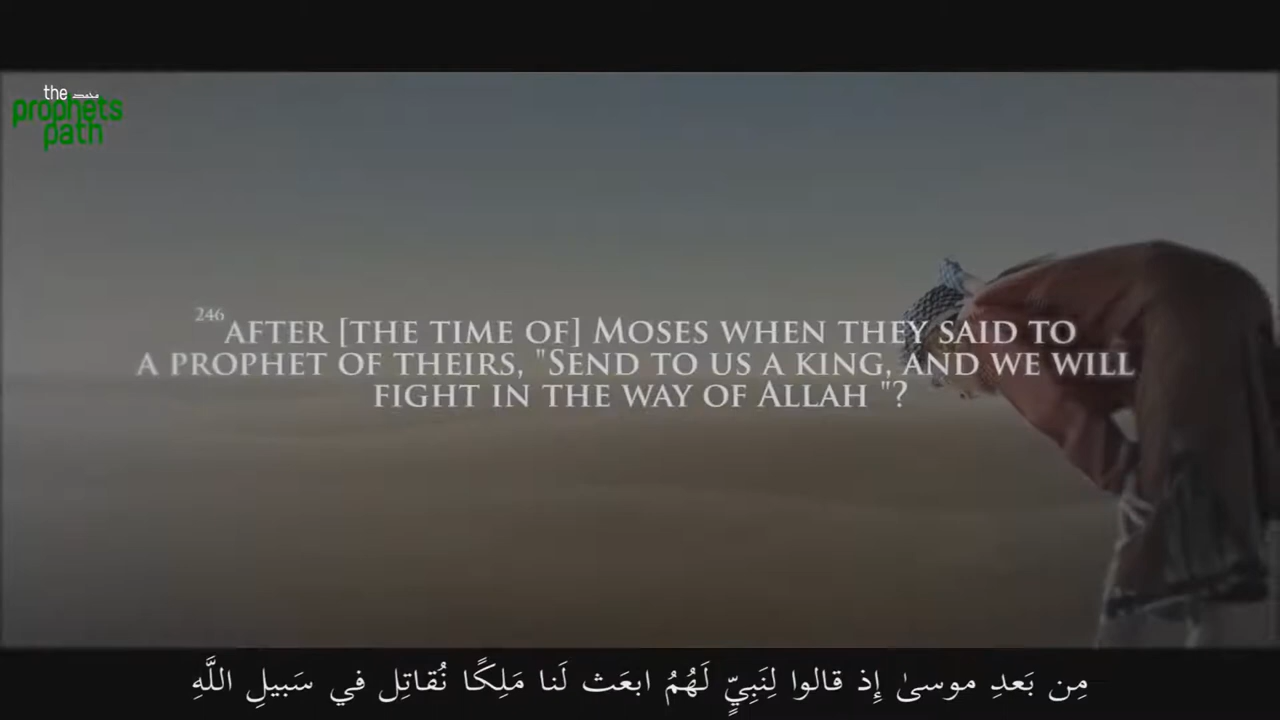 the
prophets
path
246 AFTER [THE TIME OF] MOSES WHEN THEY SAID TO
A PROPHET OF THEIRS, "SEND TO US A KING, AND WE WILL
FIGHT IN THE WAY OF ALLAH "?
مِن بَعدِ موسىٰ إِذ قالوا لِنَبِيٍّ لَهُمُ ابعَث لَنا مَلِكًا نُقاتِل في سَبيلِ اللَّهِ